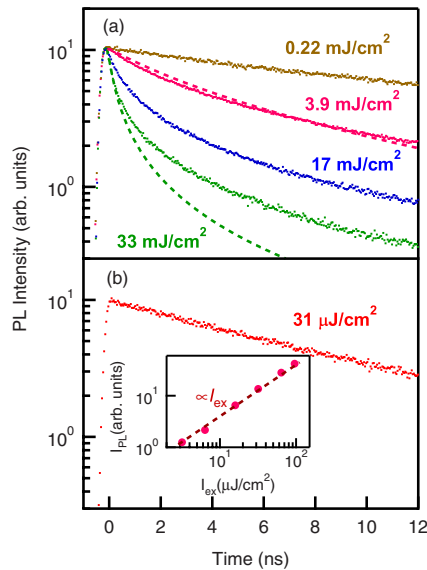 (a)
10¹
0.22 mJ/cm²
3.9 mJ/cm²
17 mJ/cm²
10⁰
33 mJ/cm²
PL Intensity (arb. units)
(b)
10¹
31 μJ/cm²
I_PL(arb. units)
10¹
∝I_ex
10⁰
10¹ 10²
I_ex(μJ/cm²)
10⁰
0 2 4 6 8 10 12
Time (ns)